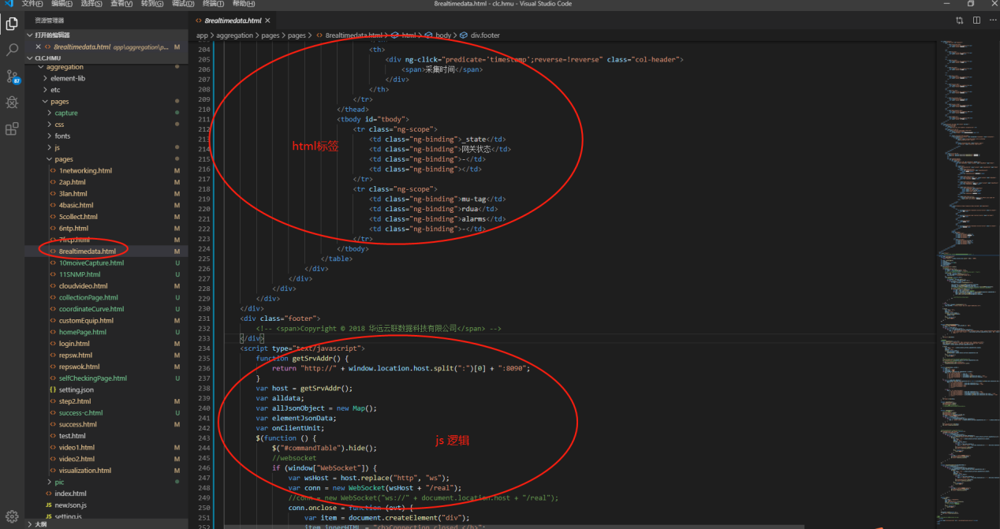 文件(F) 编辑(E) 选择(S) 查看(V) 转到(G) 调试(D) 终端(T) 帮助(H)
8realtimedata.html - clc.hmu - Visual Studio Code
资源管理器
打开的编辑器
8realtimedata.html app\aggregation\p... M
CLC.HMU
aggregation
element-lib
etc
pages
capture
css
fonts
js
pages
1networking.html M
2ap.html M
3lan.html M
4basic.html M
5collect.html M
6ntp.html M
7frcp.html M
8realtimedata.html M
10moiveCapture.html U
11SNMP.html U
cloudvideo.html M
collectionPage.html U
coordinateCurve.html U
customEquip.html M
homePage.html U
login.html M
repsw.html M
repswok.html M
selfCheckingPage.html U
{} setting.json
step2.html M
success-c.html U
success.html M
test.html
video1.html M
video2.html M
visualization.html M
pic
index.html
JS newJson.js
JS setting.js
大纲
67
8realtimedata.html
app > aggregation > pages > pages > 8realtimedata.html > html > body > div.footer
204 <th>
205 <div ng-click="predicate='timestamp';reverse=!reverse" class="col-header">
206 <span>采集时间</span>
207 </div>
208 </th>
209 </tr>
210 </thead>
211 <tbody id="tbody">
212 <tr class="ng-scope">
213 <td class="ng-binding">_state</td>
214 <td class="ng-binding">网关状态</td>
215 <td class="ng-binding">-</td>
216 <td class="ng-binding"></td>
217 </tr>
218 <tr class="ng-scope">
219 <td class="ng-binding">mu-tag</td>
220 <td class="ng-binding">rdua</td>
221 <td class="ng-binding">alarms</td>
222 <td class="ng-binding">-</td>
223 </tr>
224 </tbody>
225 </table>
226 </div>
227 </div>
228 </div>
229 </div>
230 </div>
231 <div class="footer">
232 <!-- <span>Copyright © 2018 华远云联数据科技有限公司</span> -->
233 </div>
234 <script type="text/javascript">
235 function getSrvAddr() {
236 return "http://" + window.location.host.split(":")[0] + ":8090";
237 }
238 var host = getSrvAddr();
239 var alldata;
240 var allJsonObject = new Map();
241 var elementJsonData;
242 var onClientUnit;
243 $(function () {
244 $("#commandTable").hide();
245 //websocket
246 if (window["WebSocket"]) {
247 var wsHost = host.replace("http", "ws");
248 var conn = new WebSocket(wsHost + "/real");
249 //conn = new WebSocket("ws://" + document.location.host + "/real");
250 conn.onclose = function (evt) {
251 var item = document.createElement("div");
252 item.innerHTML = "<b>Connection closed.</b>";
html标签
js 逻辑